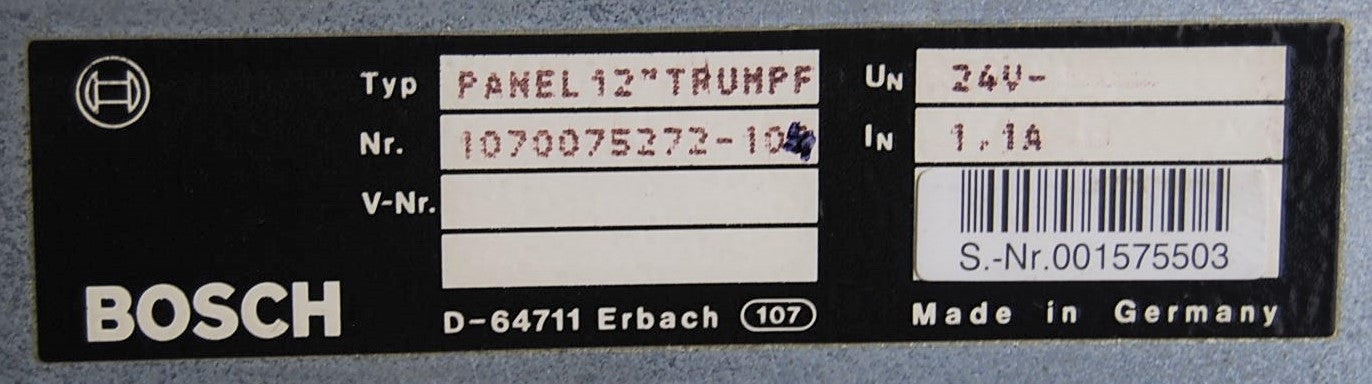 Typ PANEL 12" TRUMPF
Nr. 1070075272-10
V-Nr.
BOSCH
D-64711 Erbach 107
UN 24V-
IN 1,1A
S.-Nr.001575503
Made in Germany